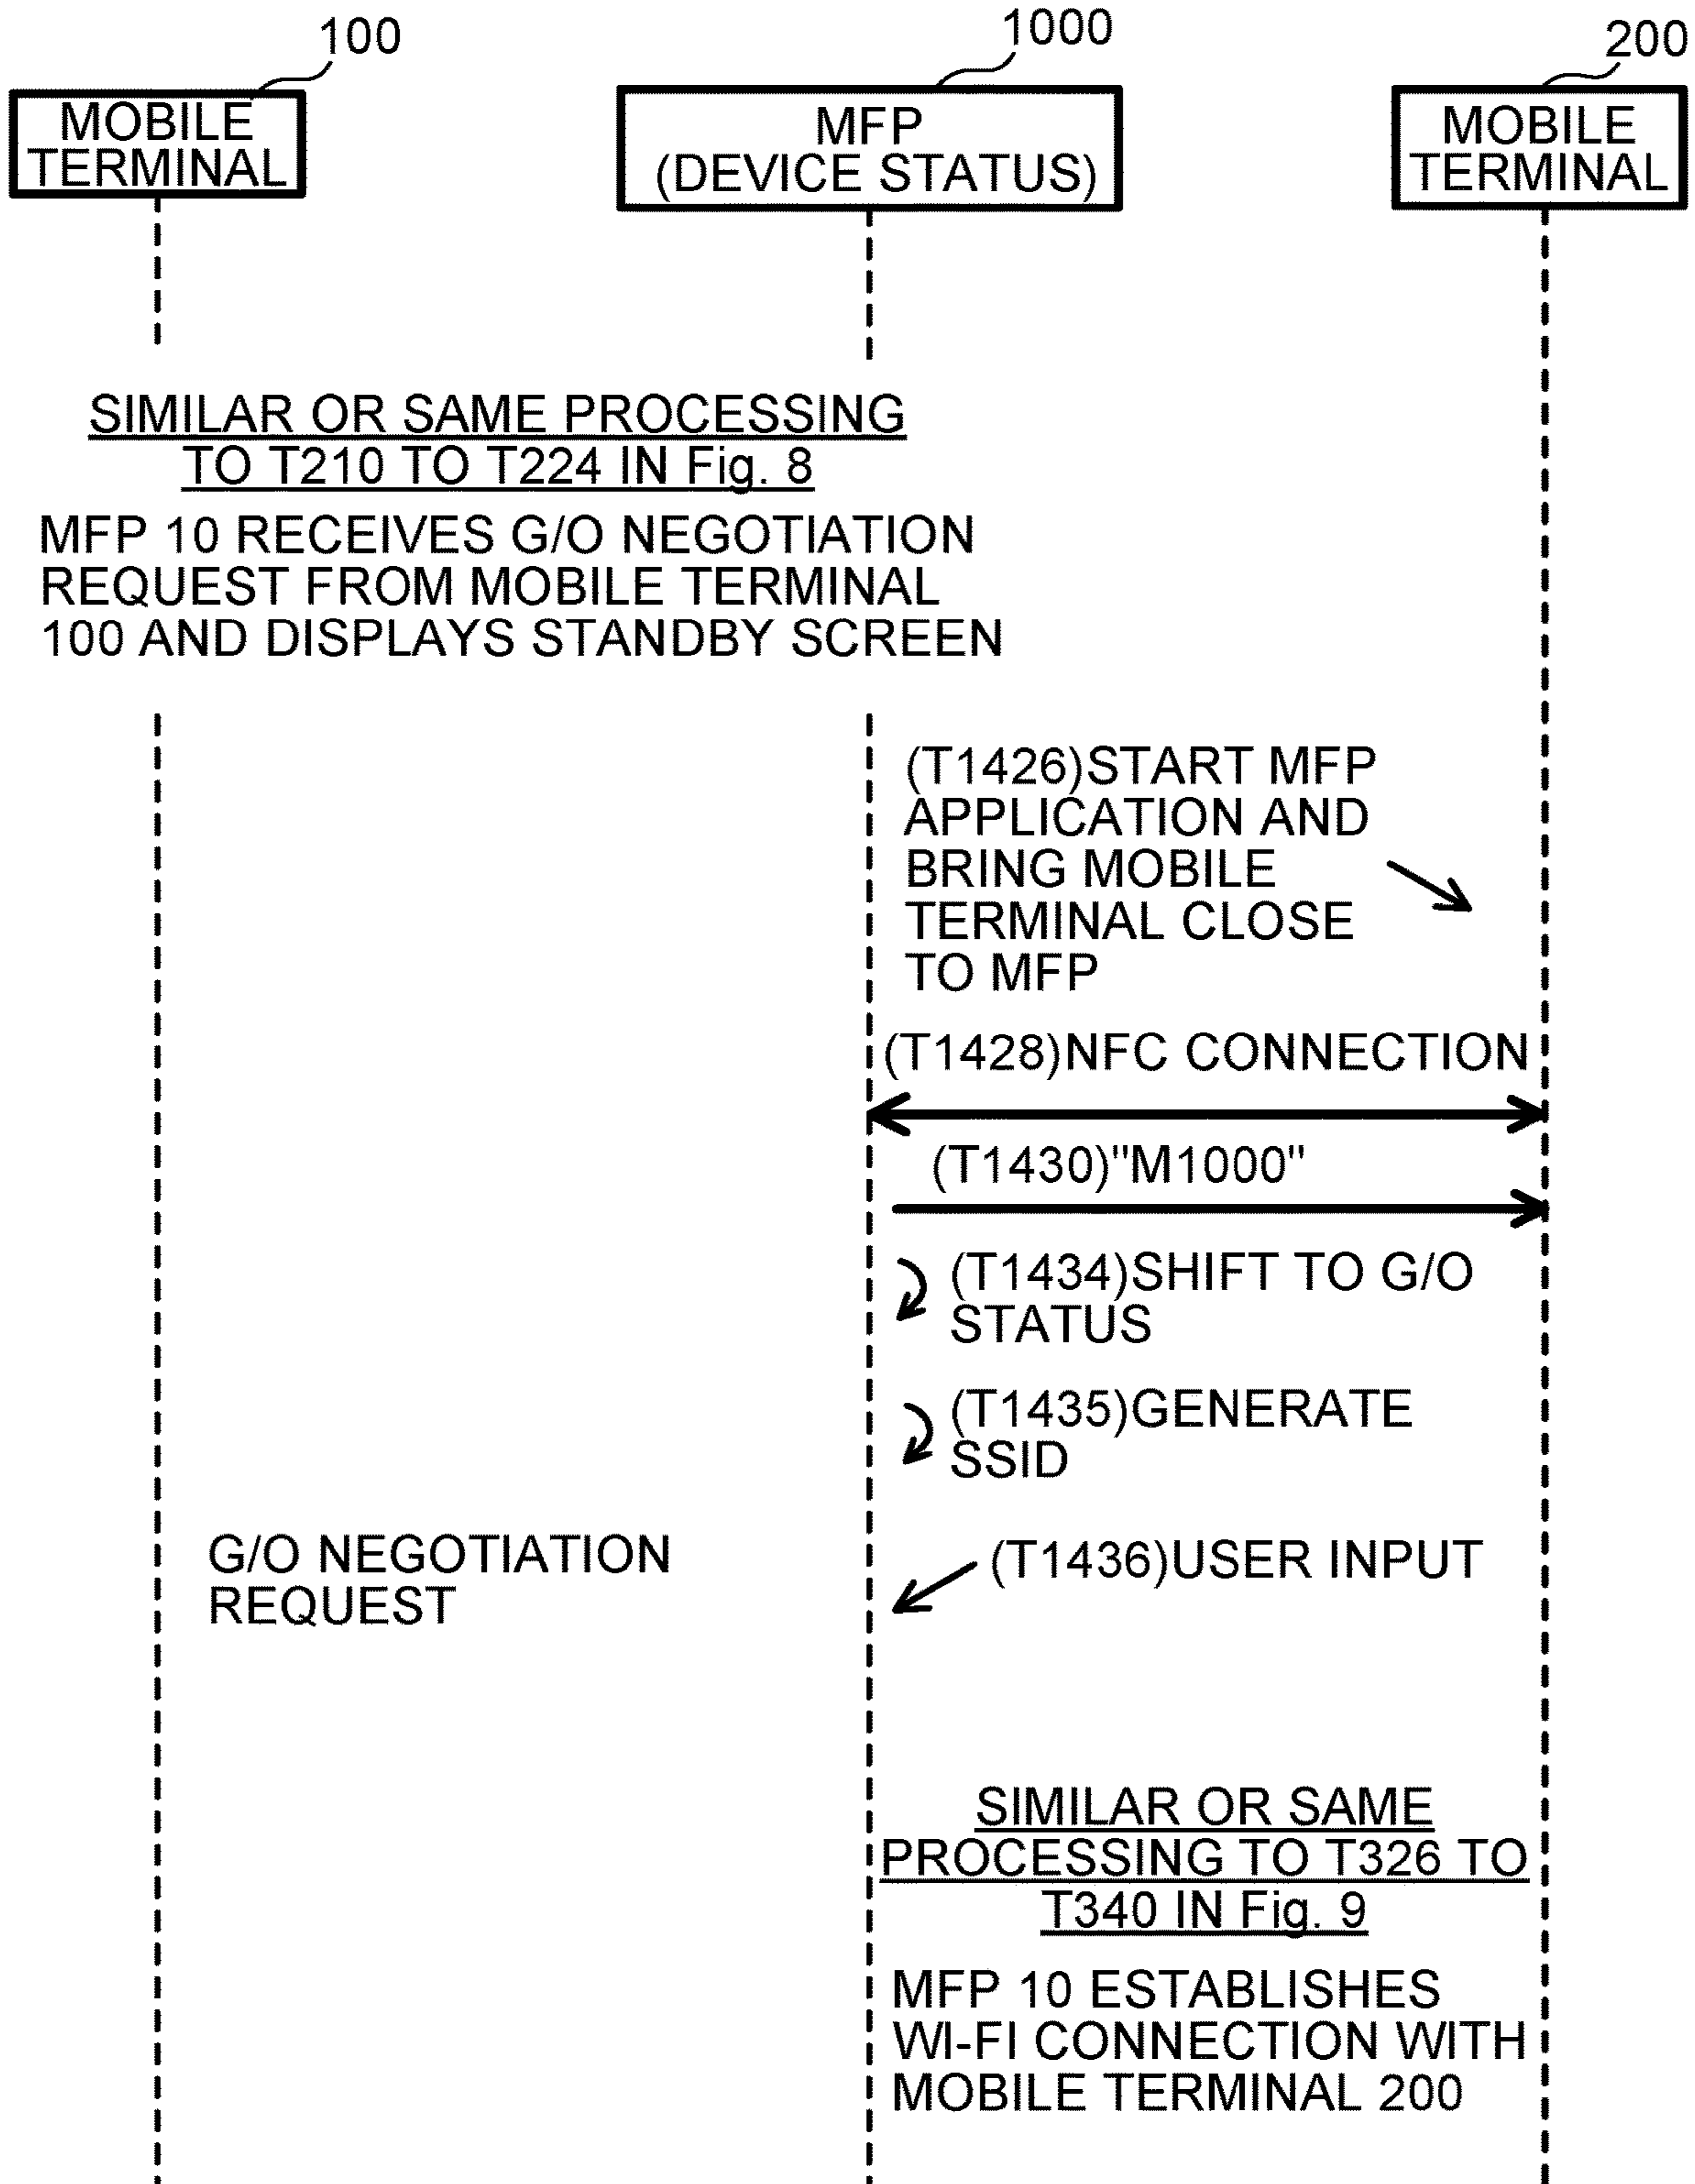 100
1000
200
MOBILE
TERMINAL
MFP
(DEVICE STATUS)
MOBILE
TERMINAL
SIMILAR OR SAME PROCESSING
TO T210 TO T224 IN Fig. 8
MFP 10 RECEIVES G/O NEGOTIATION
REQUEST FROM MOBILE TERMINAL
100 AND DISPLAYS STANDBY SCREEN
(T1426)START MFP
APPLICATION AND
BRING MOBILE
TERMINAL CLOSE
TO MFP
(T1428)NFC CONNECTION
(T1430)"M1000"
(T1434)SHIFT TO G/O
STATUS
(T1435)GENERATE
SSID
G/O NEGOTIATION
REQUEST
(T1436)USER INPUT
SIMILAR OR SAME
PROCESSING TO T326 TO
T340 IN Fig. 9
MFP 10 ESTABLISHES
WI-FI CONNECTION WITH
MOBILE TERMINAL 200